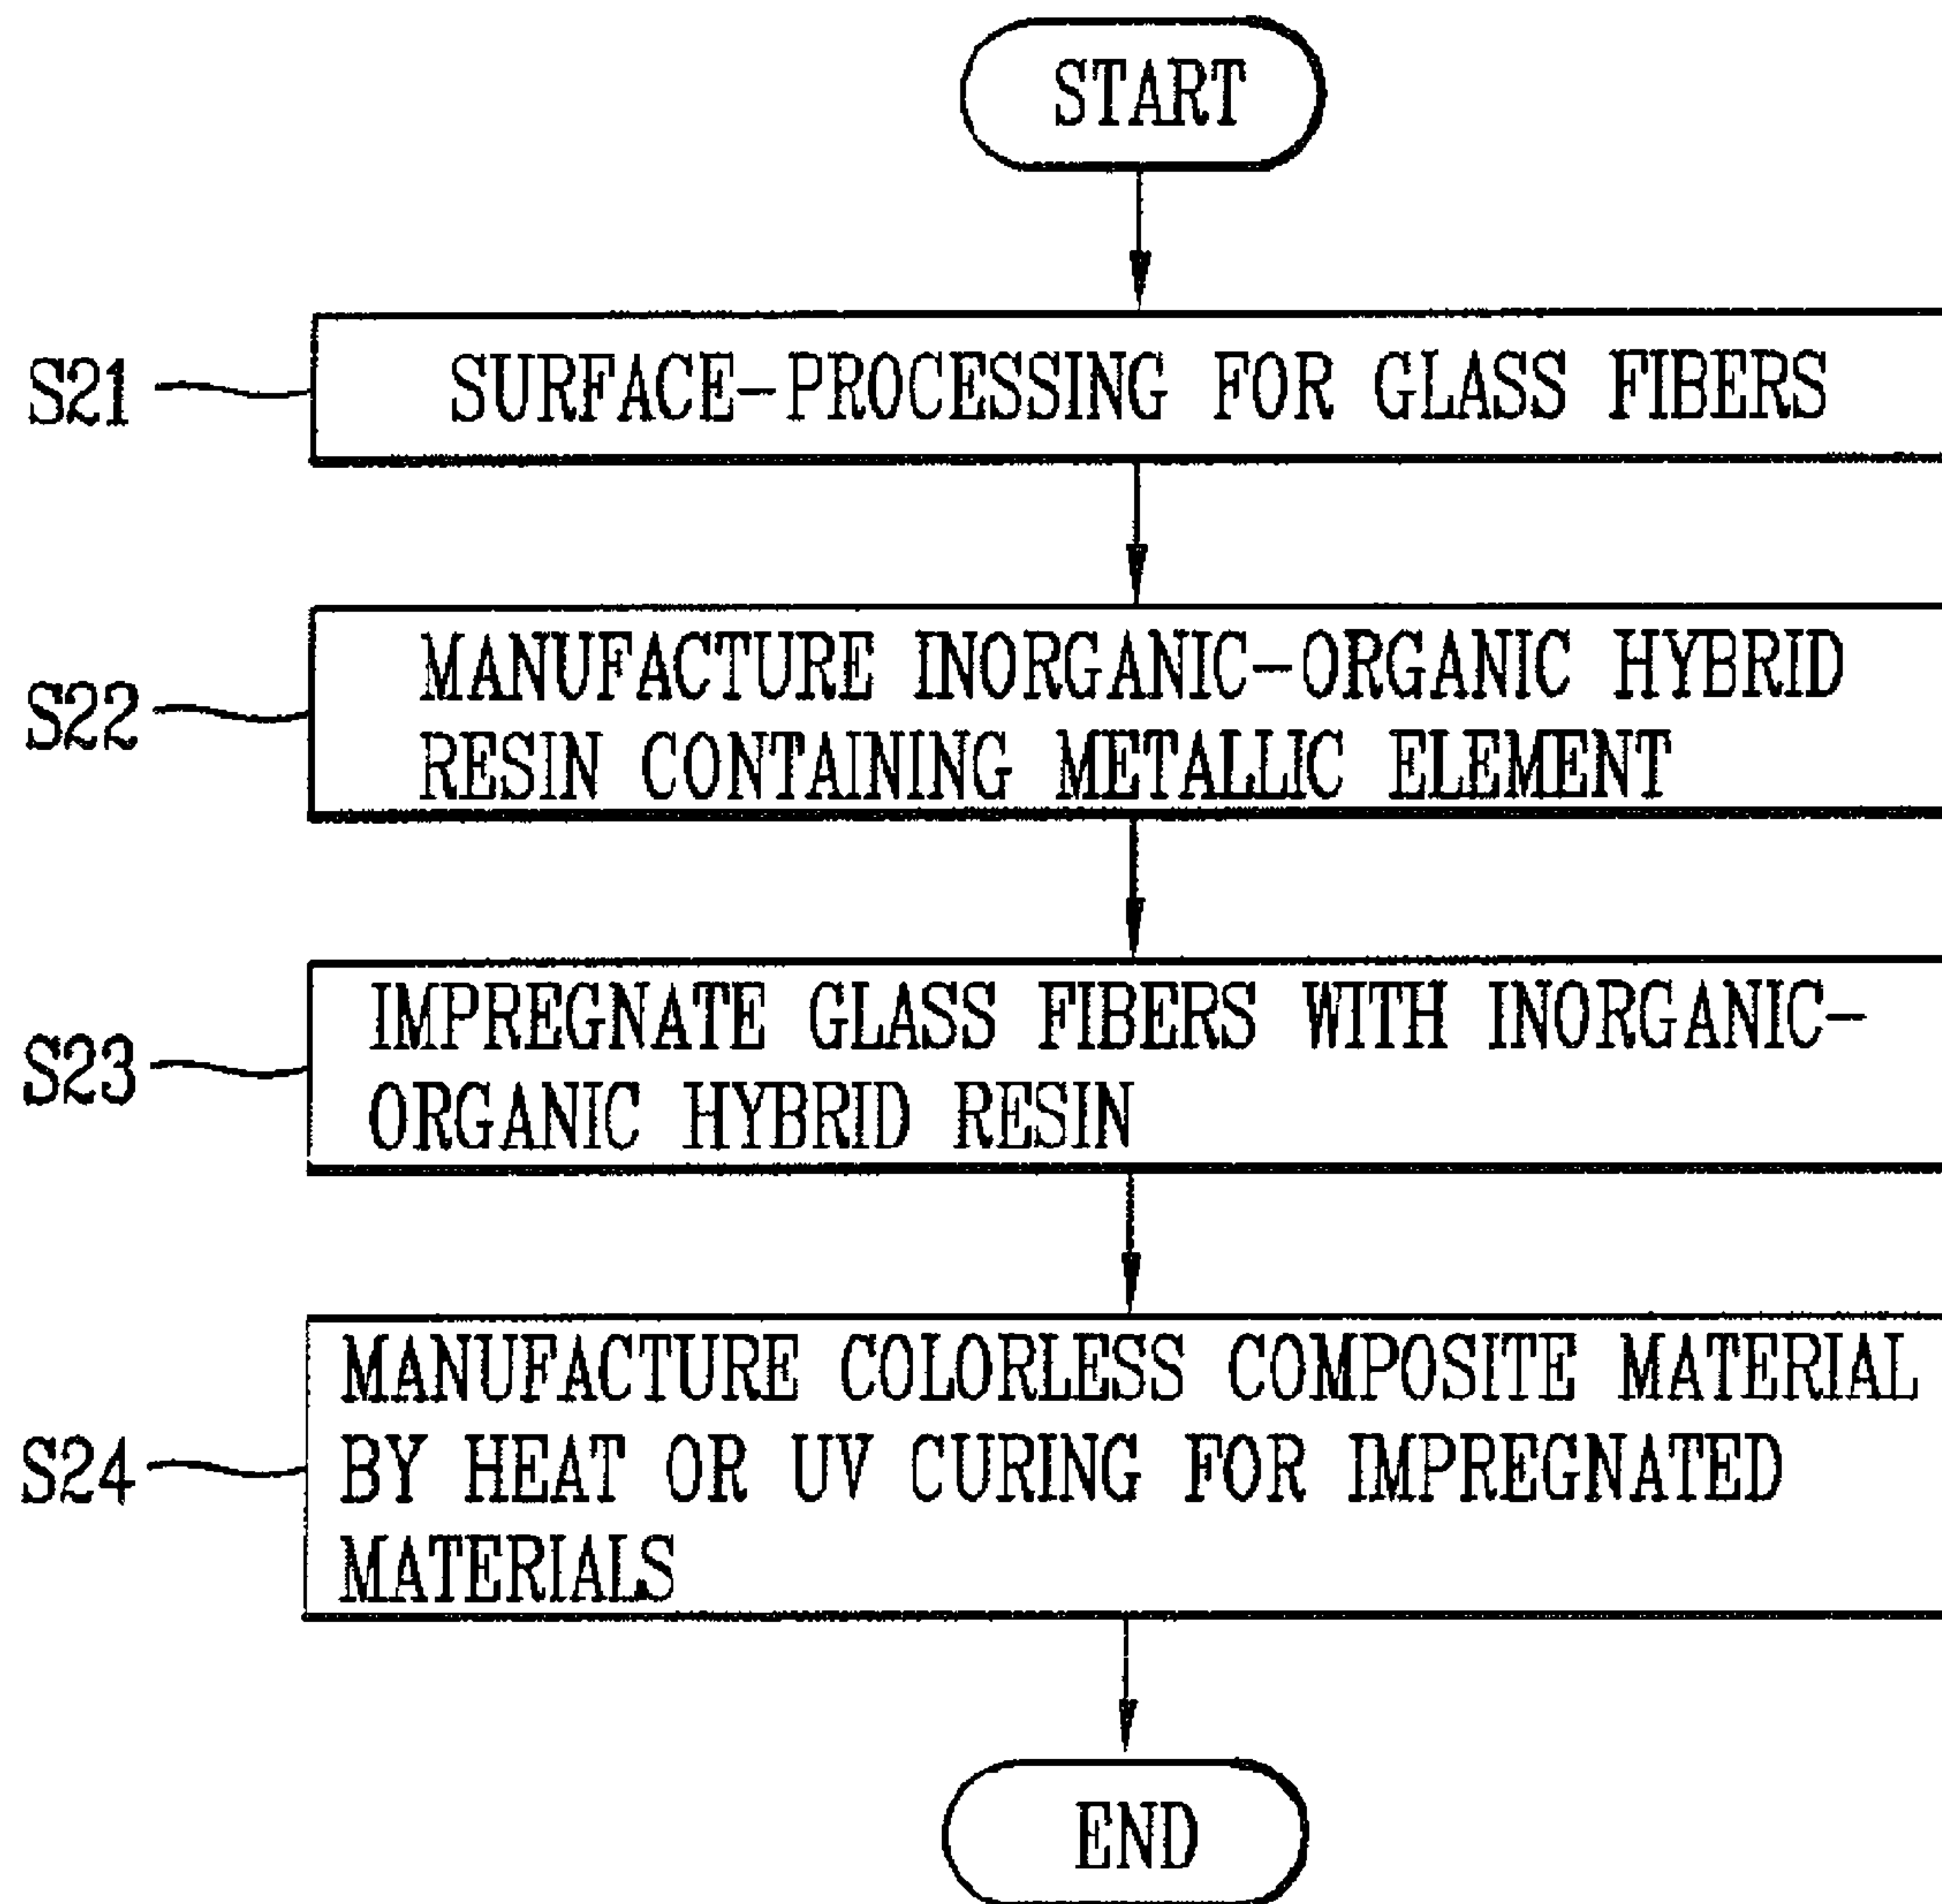 START
S21
SURFACE-PROCESSING FOR GLASS FIBERS
S22
MANUFACTURE INORGANIC-ORGANIC HYBRID
RESIN CONTAINING METALLIC ELEMENT
S23
IMPREGNATE GLASS FIBERS WITH INORGANIC-
ORGANIC HYBRID RESIN
S24
MANUFACTURE COLORLESS COMPOSITE MATERIAL
BY HEAT OR UV CURING FOR IMPREGNATED
MATERIALS
END